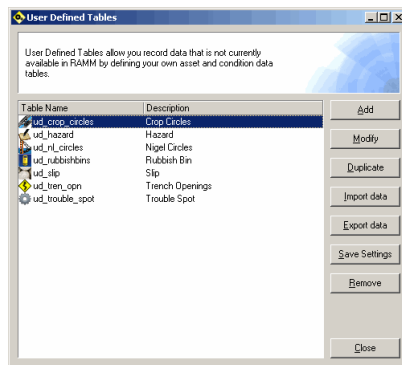 User Defined Tables
User Defined Tables allow you record data that is not currently
available in RAMM by defining your own asset and condition data
tables.
Table Name Description
ud_crop_circles Crop Circles
ud_hazard Hazard
ud_nl_circles Nigel Circles
ud_rubbishbins Rubbish Bin
ud_slip Slip
ud_tren_opn Trench Openings
ud_trouble_spot Trouble Spot
Add
Modify
Duplicate
Import data
Export data
Save Settings
Remove
Close